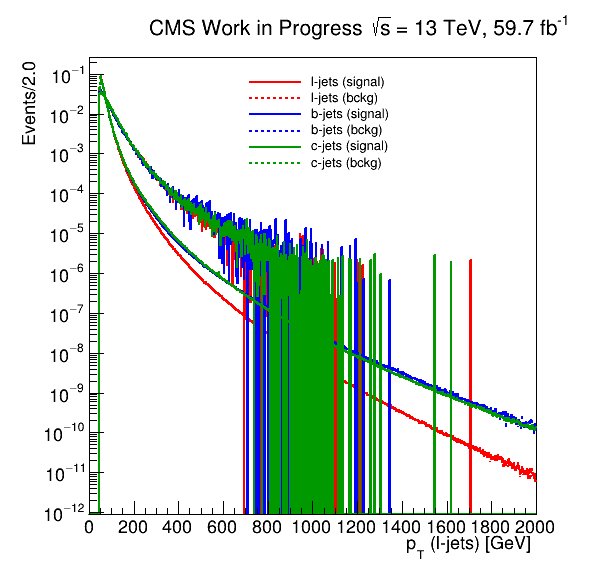 CMS Work in Progress √s = 13 TeV, 59.7 fb⁻¹
Events/2.0
l-jets (signal)
l-jets (bckg)
b-jets (signal)
b-jets (bckg)
c-jets (signal)
c-jets (bckg)
10⁻¹
10⁻²
10⁻³
10⁻⁴
10⁻⁵
10⁻⁶
10⁻⁷
10⁻⁸
10⁻⁹
10⁻¹⁰
10⁻¹¹
10⁻¹²
0 200 400 600 800 1000 1200 1400 1600 1800 2000
p_T (l-jets) [GeV]